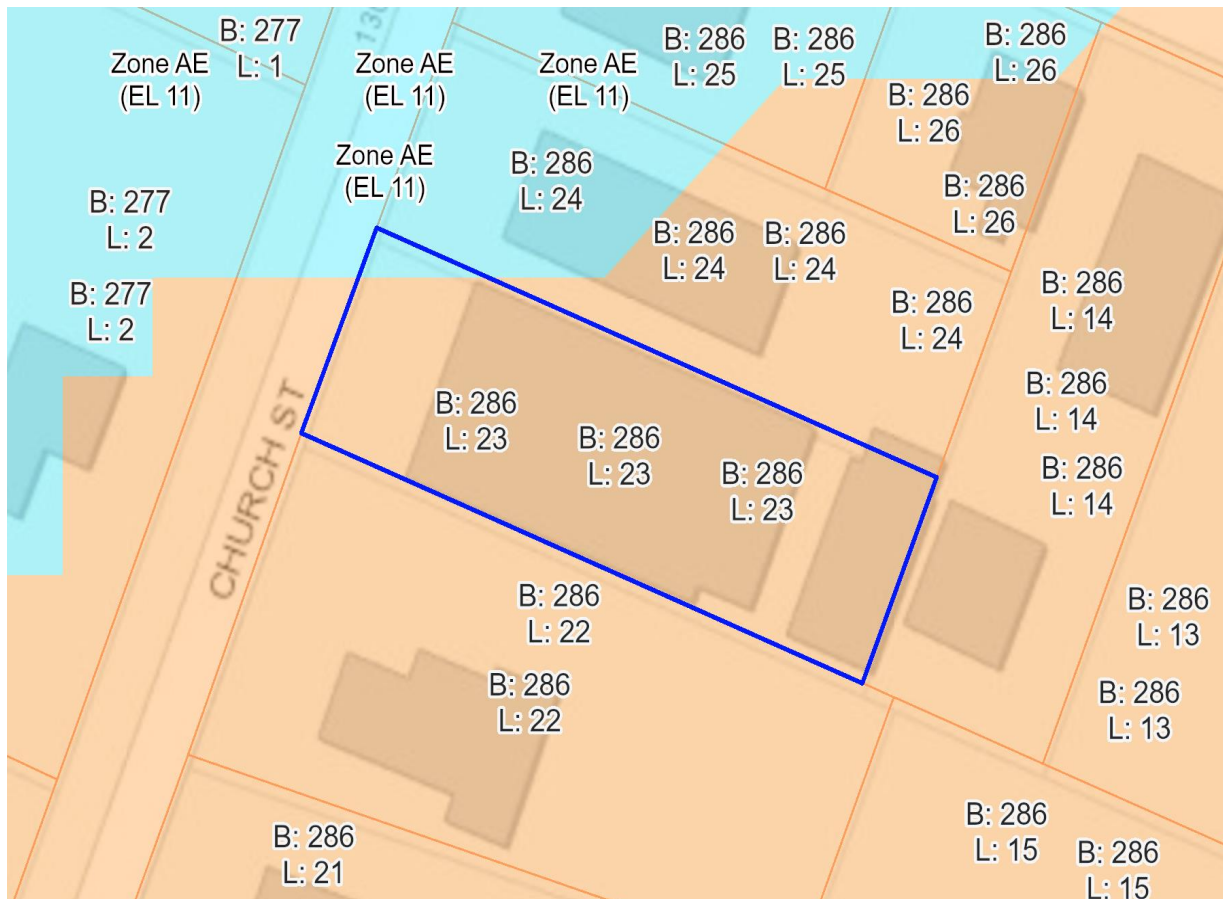 B: 277
L: 1
Zone AE
(EL 11)
Zone AE
(EL 11)
Zone AE
(EL 11)
B: 286
L: 25
B: 286
L: 25
B: 286
L: 26
B: 286
L: 26
Zone AE
(EL 11)
B: 286
L: 24
B: 286
L: 26
B: 277
L: 2
B: 286
L: 24
B: 286
L: 24
B: 277
L: 2
B: 286
L: 24
B: 286
L: 14
B: 286
L: 14
B: 286
L: 14
CHURCH ST
B: 286
L: 23
B: 286
L: 23
B: 286
L: 23
B: 286
L: 22
B: 286
L: 22
B: 286
L: 13
B: 286
L: 13
B: 286
L: 21
B: 286
L: 15
B: 286
L: 15